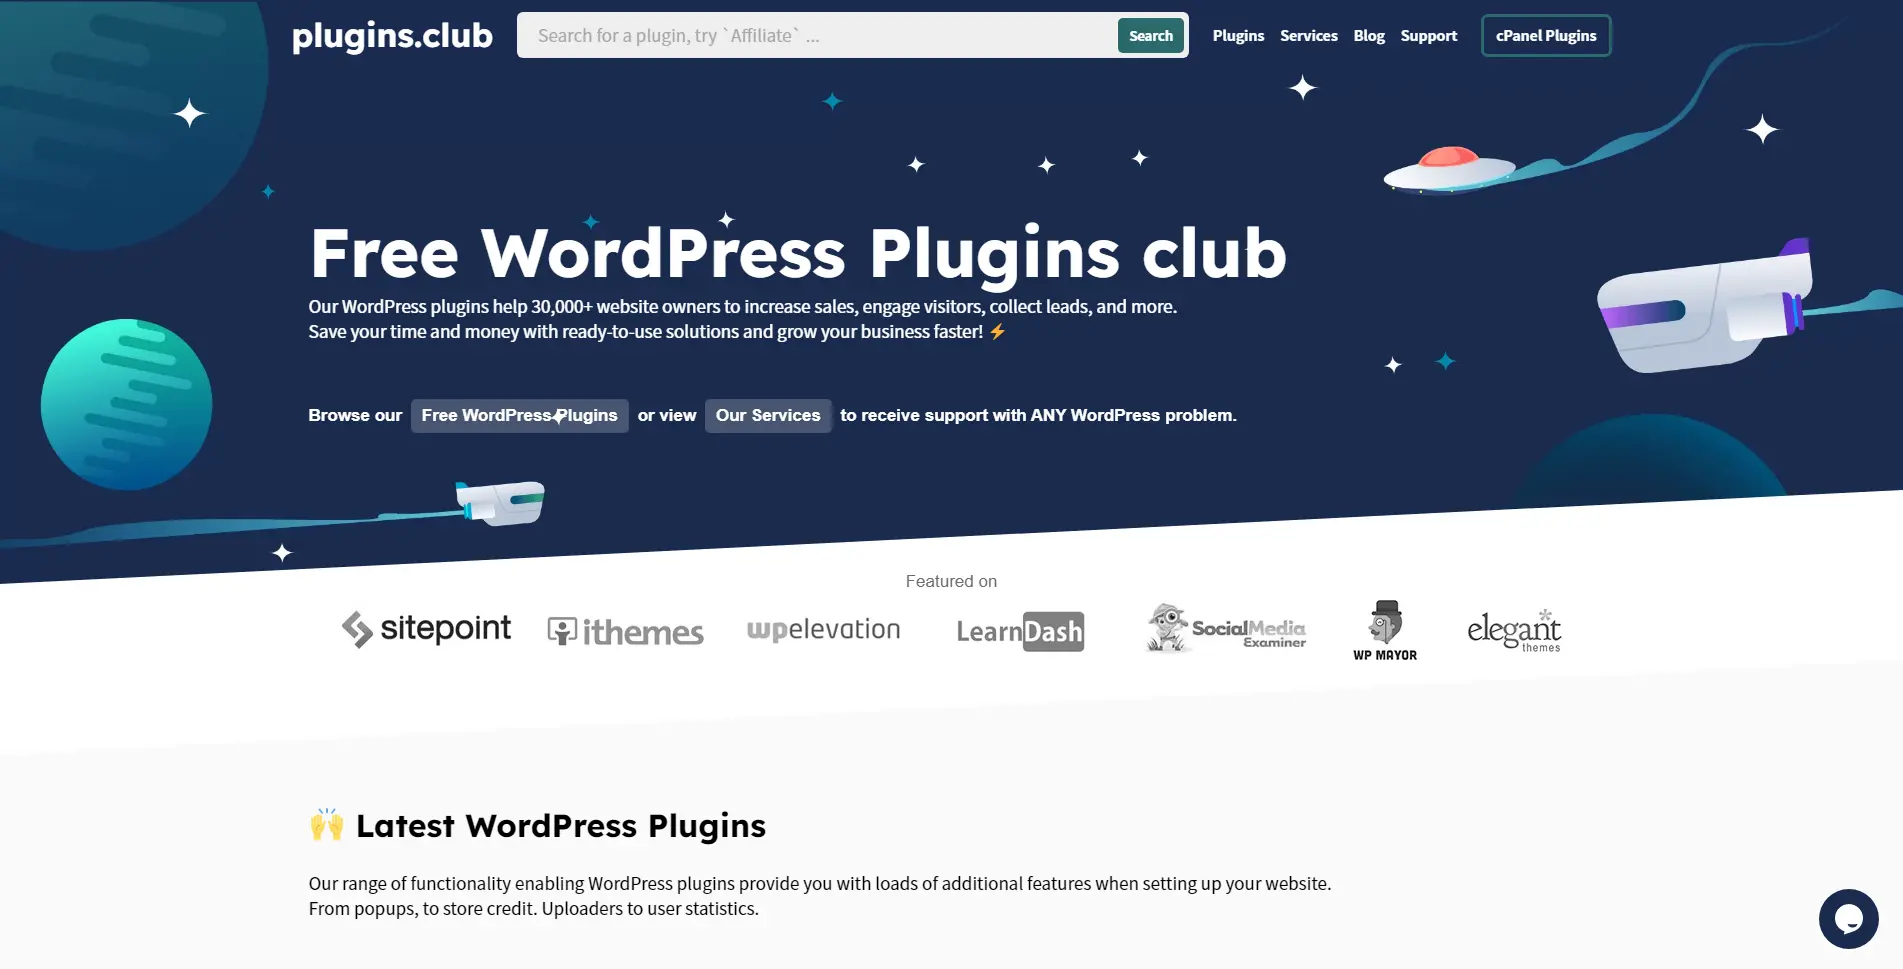 plugins.club
Search for a plugin, try `Affiliate` ...
Search
Plugins
Services
Blog
Support
cPanel Plugins
Free WordPress Plugins club
Our WordPress plugins help 30,000+ website owners to increase sales, engage visitors, collect leads, and more.
Save your time and money with ready-to-use solutions and grow your business faster! ⚡
Browse our Free WordPress Plugins or view Our Services to receive support with ANY WordPress problem.
Featured on
sitepoint
ithemes
wpelevation
LearnDash
SocialMedia
Examiner
WP MAYOR
elegant
themes
🙌 Latest WordPress Plugins
Our range of functionality enabling WordPress plugins provide you with loads of additional features when setting up your website.
From popups, to store credit. Uploaders to user statistics.